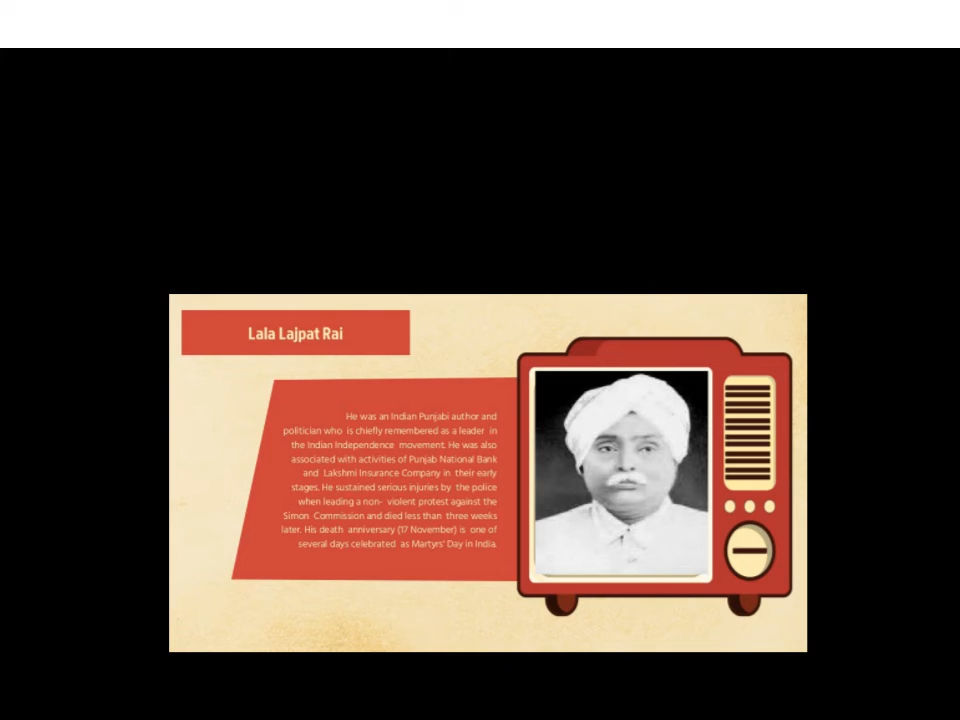 Lala Lajpat Rai
He was an Indian Punjabi author and
politician who is chiefly remembered as a leader in
the Indian Independence movement. He was also
associated with activities of Punjab National Bank
and Lakshmi Insurance Company in their early
stages. He sustained serious injuries by the police
when leading a non- violent protest against the
Simon Commission and died less than three weeks
later. His death anniversary (17 November) is one of
several days celebrated as Martyrs' Day in India.